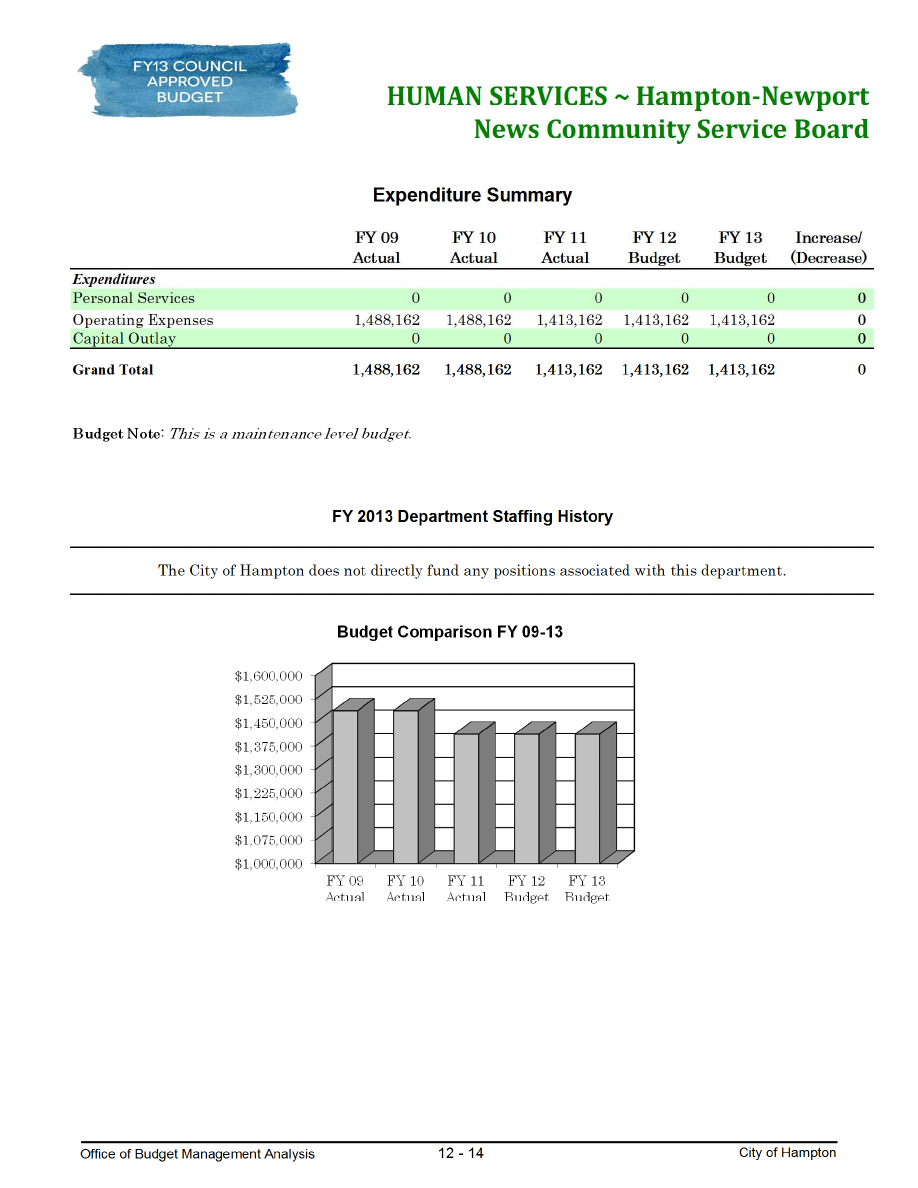 FY13 COUNCIL
APPROVED
BUDGET
HUMAN SERVICES ~ Hampton-Newport
News Community Service Board
Expenditure Summary
FY 09 FY 10 FY 11 FY 12 FY 13 Increase/
Actual Actual Actual Budget Budget (Decrease)
Expenditures
Personal Services 0 0 0 0 0 0
Operating Expenses 1,488,162 1,488,162 1,413,162 1,413,162 1,413,162 0
Capital Outlay 0 0 0 0 0 0
Grand Total 1,488,162 1,488,162 1,413,162 1,413,162 1,413,162 0
Budget Note: This is a maintenance level budget.
FY 2013 Department Staffing History
The City of Hampton does not directly fund any positions associated with this department.
Budget Comparison FY 09-13
$1,600,000
$1,525,000
$1,450,000
$1,375,000
$1,300,000
$1,225,000
$1,150,000
$1,075,000
$1,000,000
FY 09 FY 10 FY 11 FY 12 FY 13
Actual Actual Actual Budget Budget
Office of Budget Management Analysis 12 - 14 City of Hampton